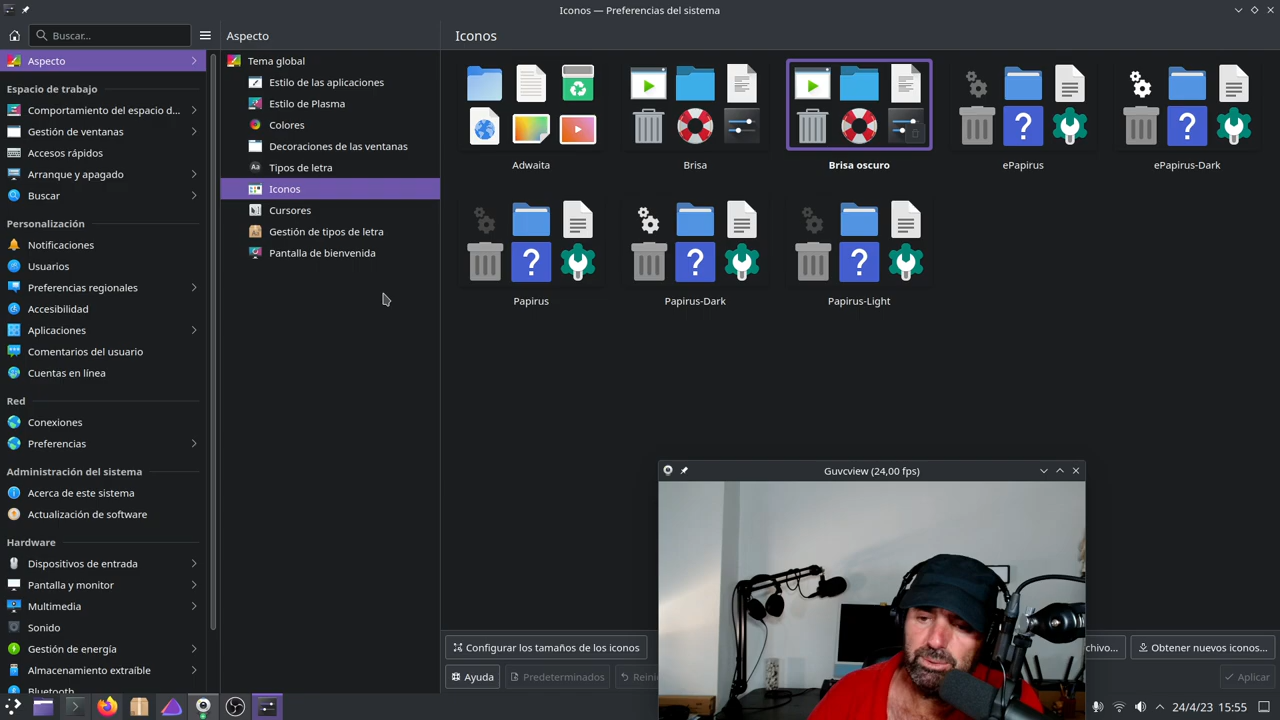 Iconos — Preferencias del sistema
Buscar...
Aspecto
Iconos
Aspecto
Espacio de trabajo
Comportamiento del espacio d...
Gestión de ventanas
Accesos rápidos
Arranque y apagado
Buscar
Personalización
Notificaciones
Usuarios
Preferencias regionales
Accesibilidad
Aplicaciones
Comentarios del usuario
Cuentas en línea
Red
Conexiones
Preferencias
Administración del sistema
Acerca de este sistema
Actualización de software
Hardware
Dispositivos de entrada
Pantalla y monitor
Multimedia
Sonido
Gestión de energía
Almacenamiento extraíble
Bluetooth
Tema global
Estilo de las aplicaciones
Estilo de Plasma
Colores
Decoraciones de las ventanas
Tipos de letra
Iconos
Cursores
Gestión de tipos de letra
Pantalla de bienvenida
Adwaita
Brisa
Brisa oscuro
ePapirus
ePapirus-Dark
Papirus
Papirus-Dark
Papirus-Light
Guvcview (24,00 fps)
Configurar los tamaños de los iconos
chivo...
Obtener nuevos iconos...
Ayuda
Predeterminados
Reini
Aplicar
24/4/23 15:55